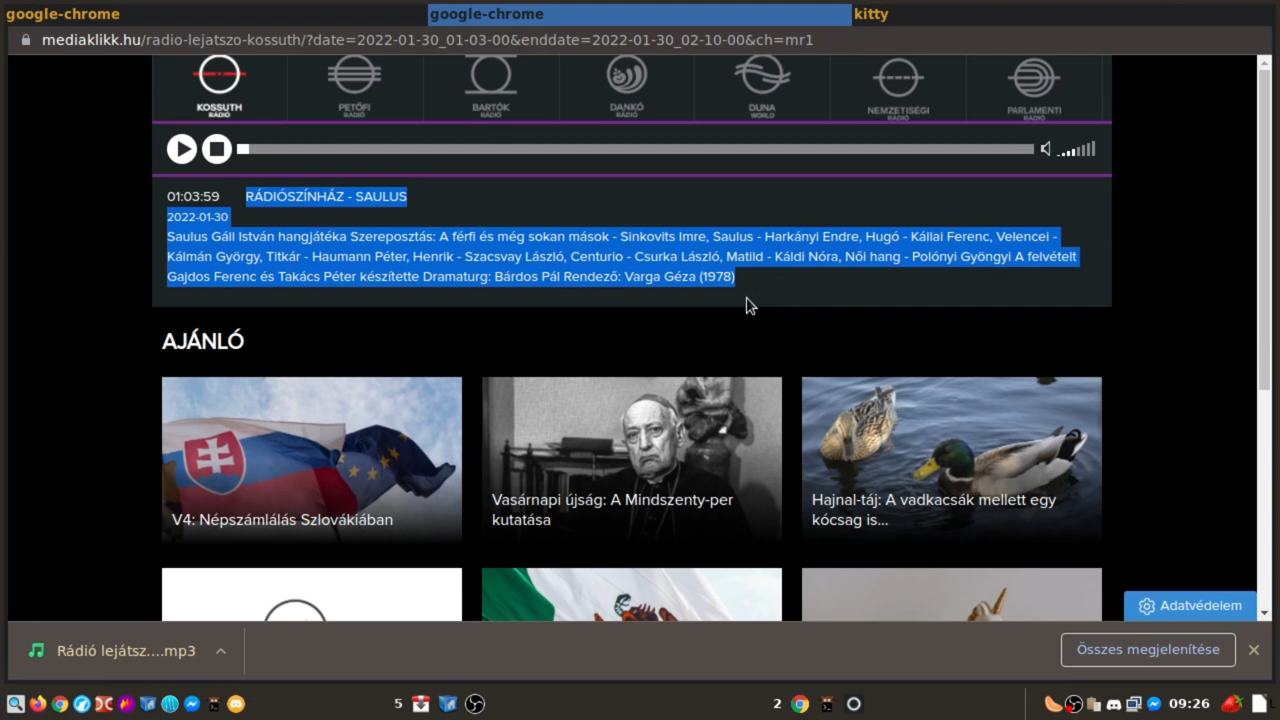 google-chrome
google-chrome
kitty
mediaklikk.hu/radio-lejatszo-kossuth/?date=2022-01-30_01-03-00&enddate=2022-01-30_02-10-00&ch=mr1
KOSSUTH RÁDIÓ
PETŐFI RÁDIÓ
BARTÓK RÁDIÓ
DANKÓ RÁDIÓ
DUNA WORLD
NEMZETISÉGI RÁDIÓ
PARLAMENTI RÁDIÓ
01:03:59 RÁDIÓSZÍNHÁZ - SAULUS
2022-01-30
Saulus Gáll István hangjátéka Szereposztás: A férfi és még sokan mások - Sinkovits Imre, Saulus - Harkányi Endre, Hugó - Kállai Ferenc, Velencei -
Kálmán György, Titkár - Haumann Péter, Henrik - Szacsvay László, Centurio - Csurka László, Matild - Káldi Nóra, Női hang - Polónyi Gyöngyi A felvételt
Gajdos Ferenc és Takács Péter készítette Dramaturg: Bárdos Pál Rendező: Varga Géza (1978)
AJÁNLÓ
V4: Népszámlálás Szlovákiában
Vasárnapi újság: A Mindszenty-per
kutatása
Hajnal-táj: A vadkacsák mellett egy
kócsag is...
Adatvédelem
Rádió lejátsz....mp3
Összes megjelenítése
5
2
09:26